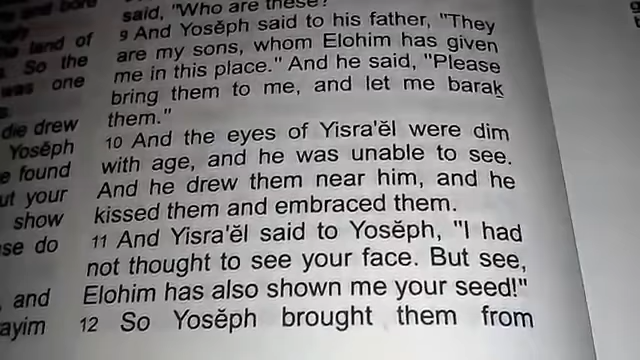 and bore
the land of
So the
was one
die drew
Yosĕph
e found
ut your
show
se do
, and
ayim
said, "Who are these?"
9 And Yosĕph said to his father, "They
are my sons, whom Elohim has given
me in this place." And he said, "Please
bring them to me, and let me barak̲
them."
10 And the eyes of Yisra'ĕl were dim
with age, and he was unable to see.
And he drew them near him, and he
kissed them and embraced them.
11 And Yisra'ĕl said to Yosĕph, "I had
not thought to see your face. But see,
Elohim has also shown me your seed!"
12 So Yosĕph brought them from